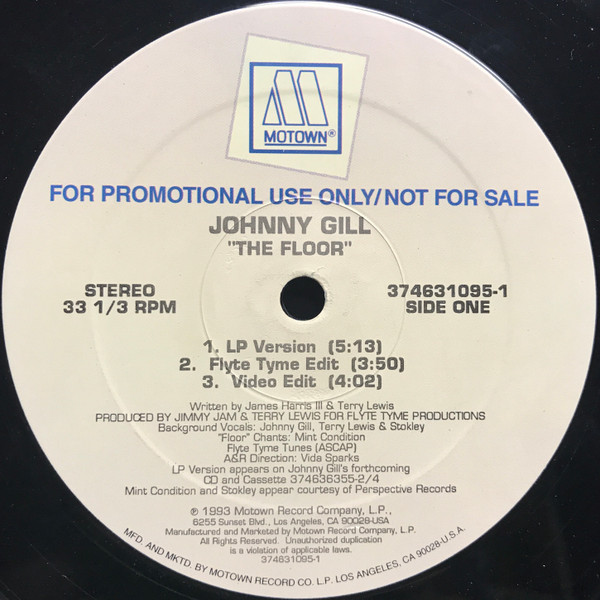 MOTOWN®
FOR PROMOTIONAL USE ONLY/NOT FOR SALE
JOHNNY GILL
"THE FLOOR"
STEREO
33 1/3 RPM
374631095-1
SIDE ONE
1. LP Version (5:13)
2. Flyte Tyme Edit (3:50)
3. Video Edit (4:02)
Written by James Harris III & Terry Lewis
PRODUCED BY JIMMY JAM & TERRY LEWIS FOR FLYTE TYME PRODUCTIONS
Background Vocals: Johnny Gill, Terry Lewis & Stokley
"Floor" Chants: Mint Condition
Flyte Tyme Tunes (ASCAP)
A&R Direction: Vida Sparks
LP Version appears on Johnny Gill's forthcoming
CD and Cassette 374636355-2/4
Mint Condition and Stokley appear courtesy of Perspective Records
℗ 1993 Motown Record Company, L.P.,
6255 Sunset Blvd., Los Angeles, CA 90028-USA
Manufactured and Marketed by Motown Record Company, L.P.
All Rights Reserved. Unauthorized duplication
is a violation of applicable laws.
374631095-1
MFD. AND MKTD. BY MOTOWN RECORD CO. L.P. LOS ANGELES, CA 90028-U.S.A.